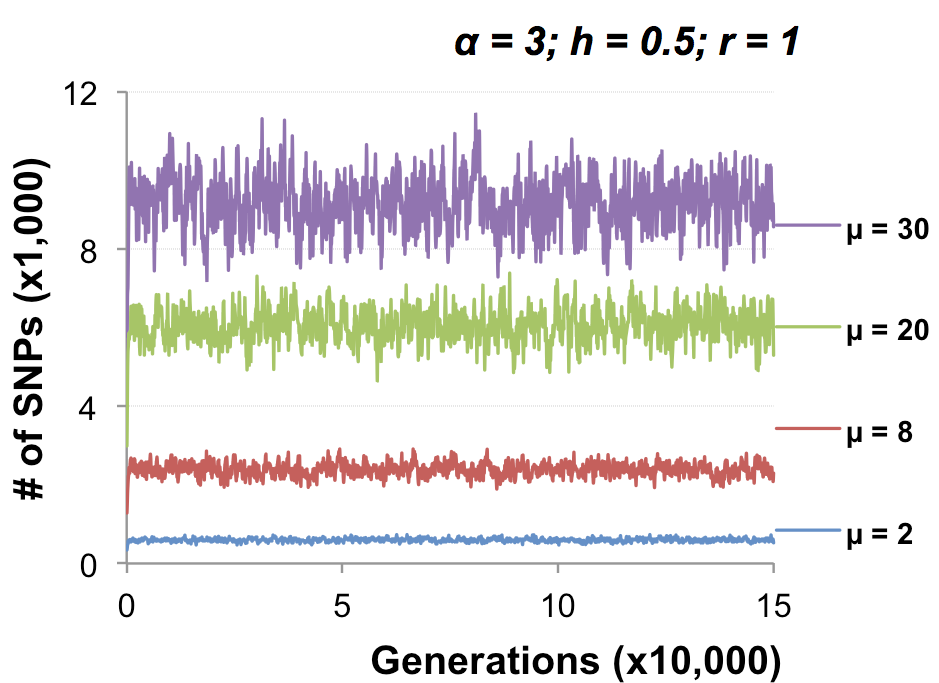 α = 3; h = 0.5; r = 1
# of SNPs (x1,000)
12
8
4
0
μ = 30
μ = 20
μ = 8
μ = 2
0 5 10 15
Generations (x10,000)